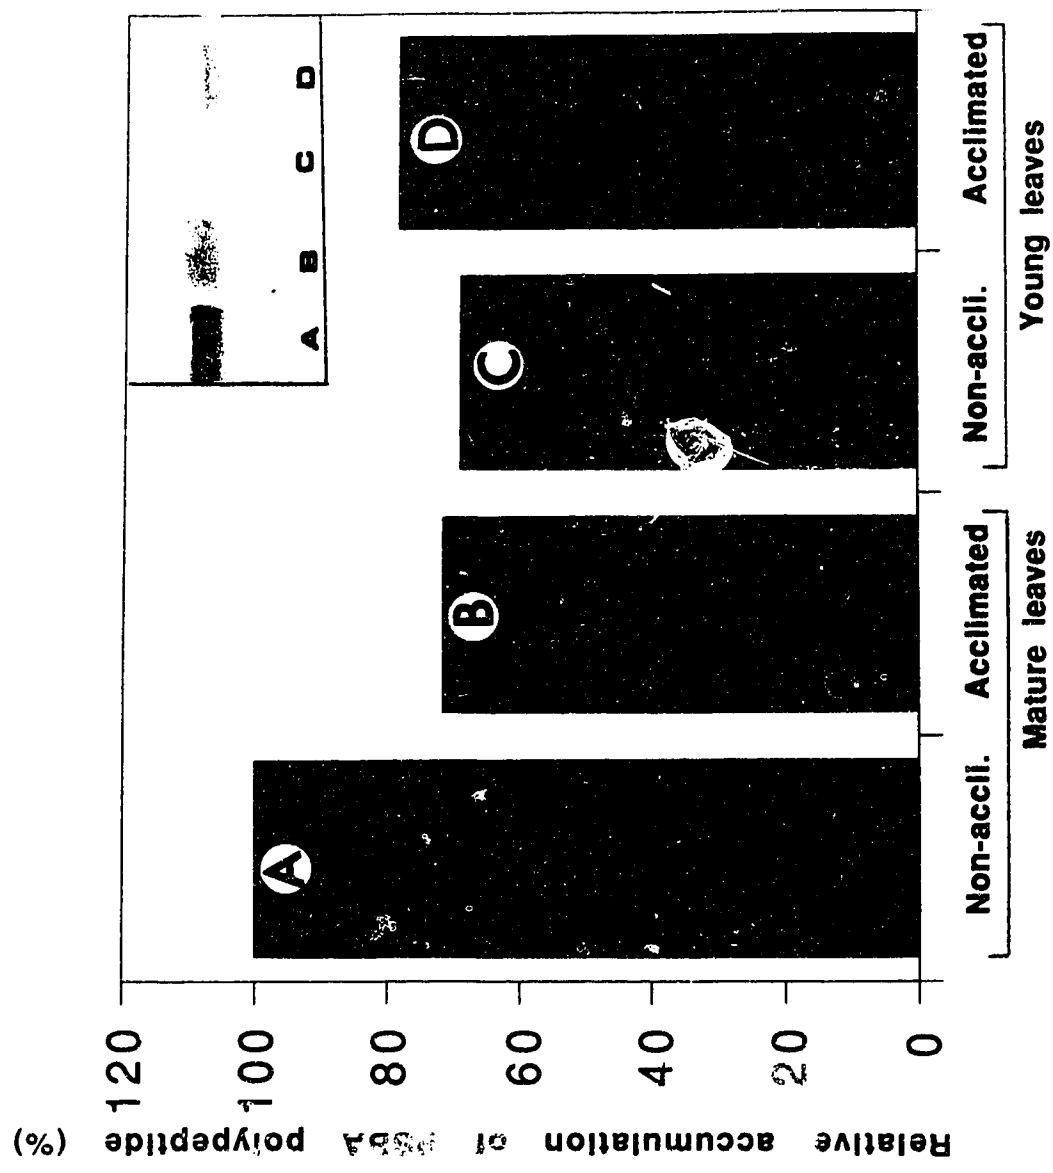 Relative accumulation of PsbA polypeptide (%)
120
100
80
60
40
20
0
A
B
C
D
A B C D
Non-accli. Acclimated Non-accli. Acclimated
Mature leaves Young leaves